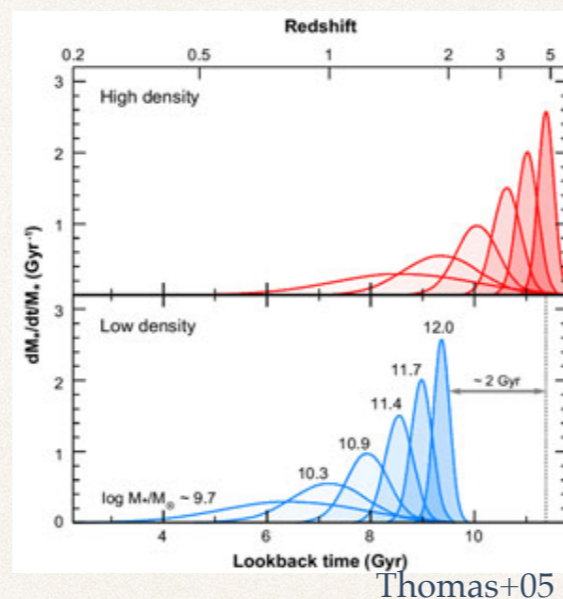 Redshift
0.2 0.5 1 2 3 5
High density
3
2
1
dM*/dt/M* (Gyr⁻¹)
Low density
3
2
1
0
12.0
11.7
11.4
10.9
10.3
log M*/M⊙ ~ 9.7
~ 2 Gyr
4 6 8 10
Lookback time (Gyr)
Thomas+05